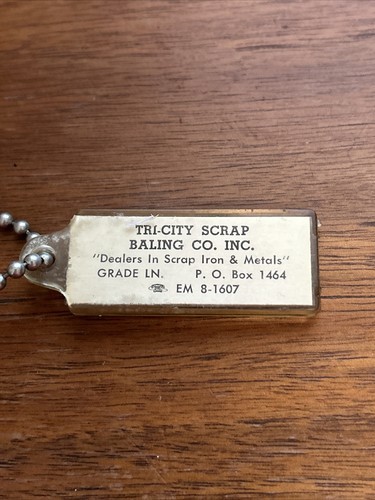 TRI-CITY SCRAP
BALING CO. INC.
"Dealers In Scrap Iron & Metals"
GRADE LN. P. O. Box 1464
☎ EM 8-1607